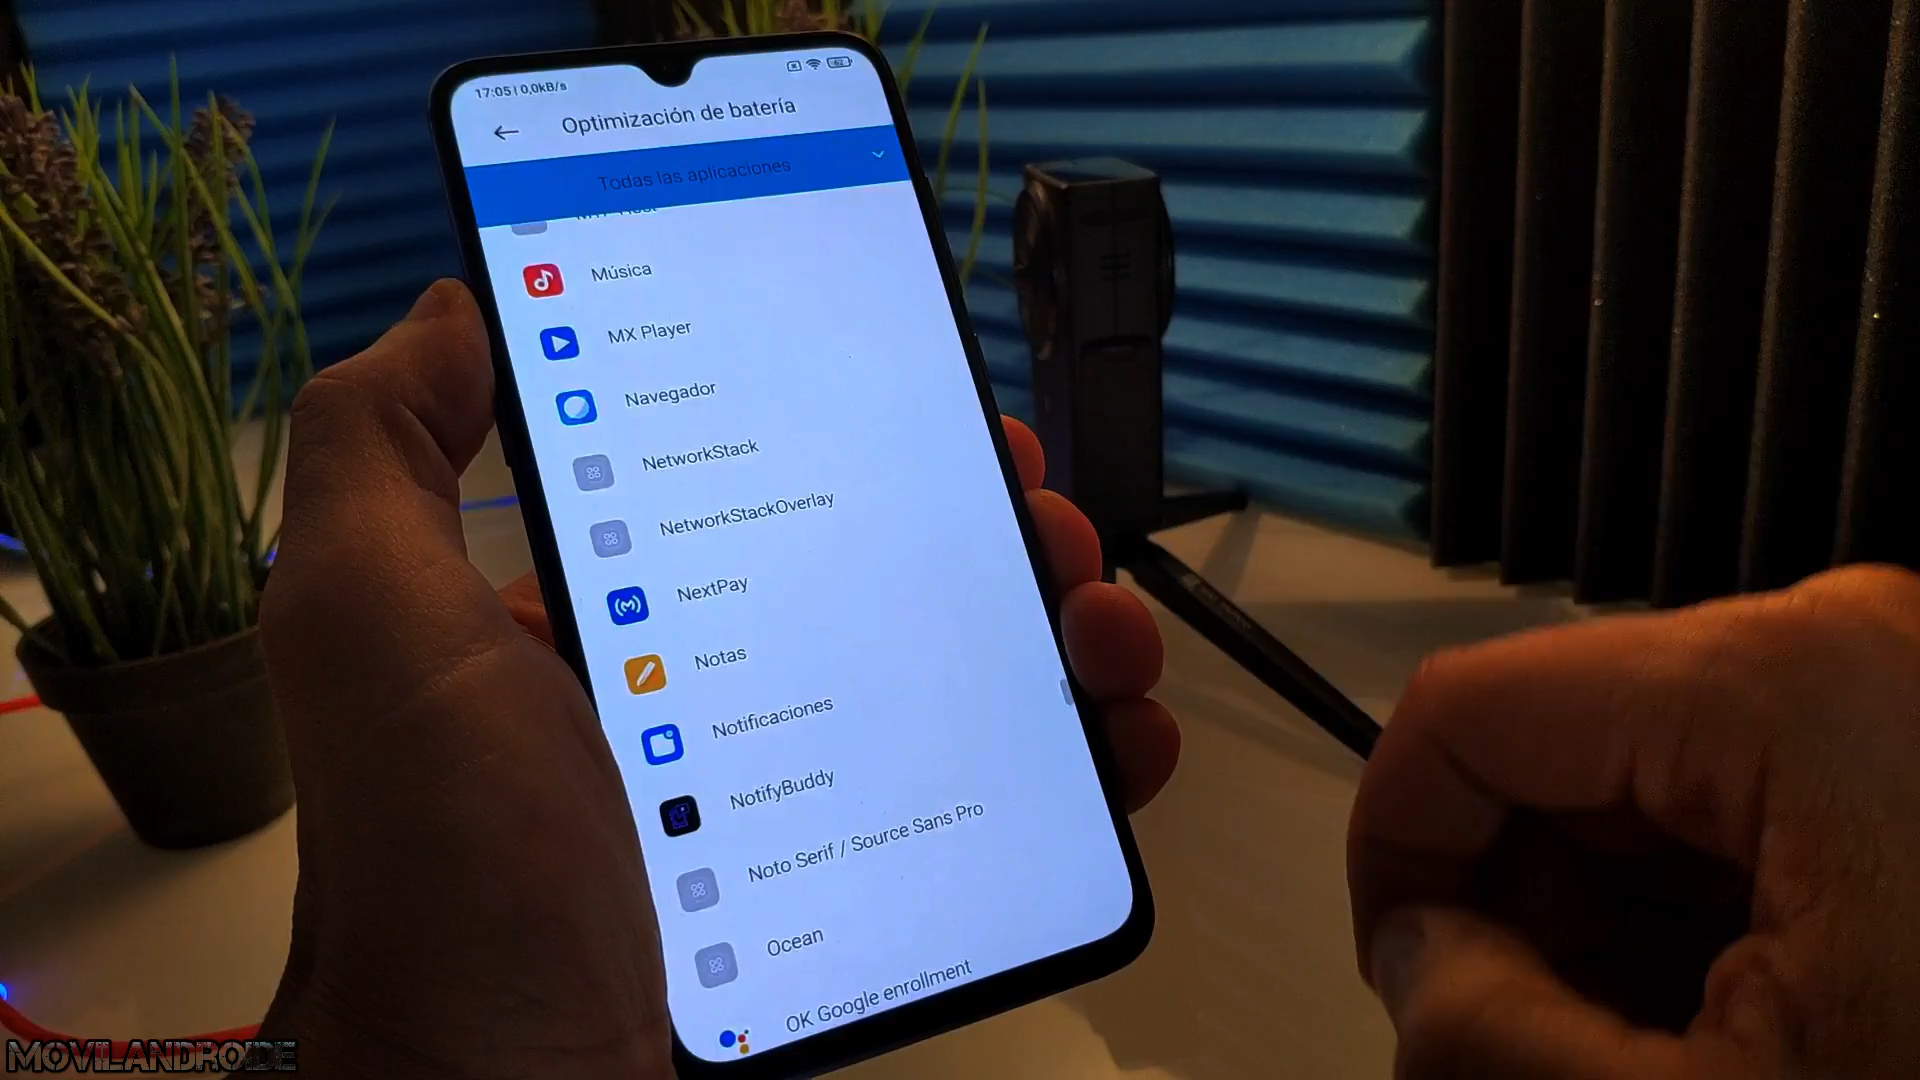 17:05 | 0,0kB/s
62
Optimización de batería
Todas las aplicaciones
Música
MX Player
Navegador
NetworkStack
NetworkStackOverlay
NextPay
Notas
Notificaciones
NotifyBuddy
Noto Serif / Source Sans Pro
Ocean
OK Google enrollment
MOVILANDROIDE